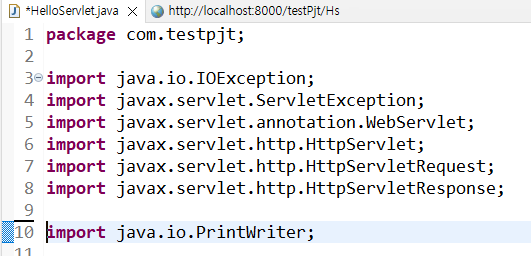 *HelloServlet.java
http://localhost:8000/testPjt/Hs
1 package com.testpjt;
2
3 import java.io.IOException;
4 import javax.servlet.ServletException;
5 import javax.servlet.annotation.WebServlet;
6 import javax.servlet.http.HttpServlet;
7 import javax.servlet.http.HttpServletRequest;
8 import javax.servlet.http.HttpServletResponse;
9
10 import java.io.PrintWriter;
11